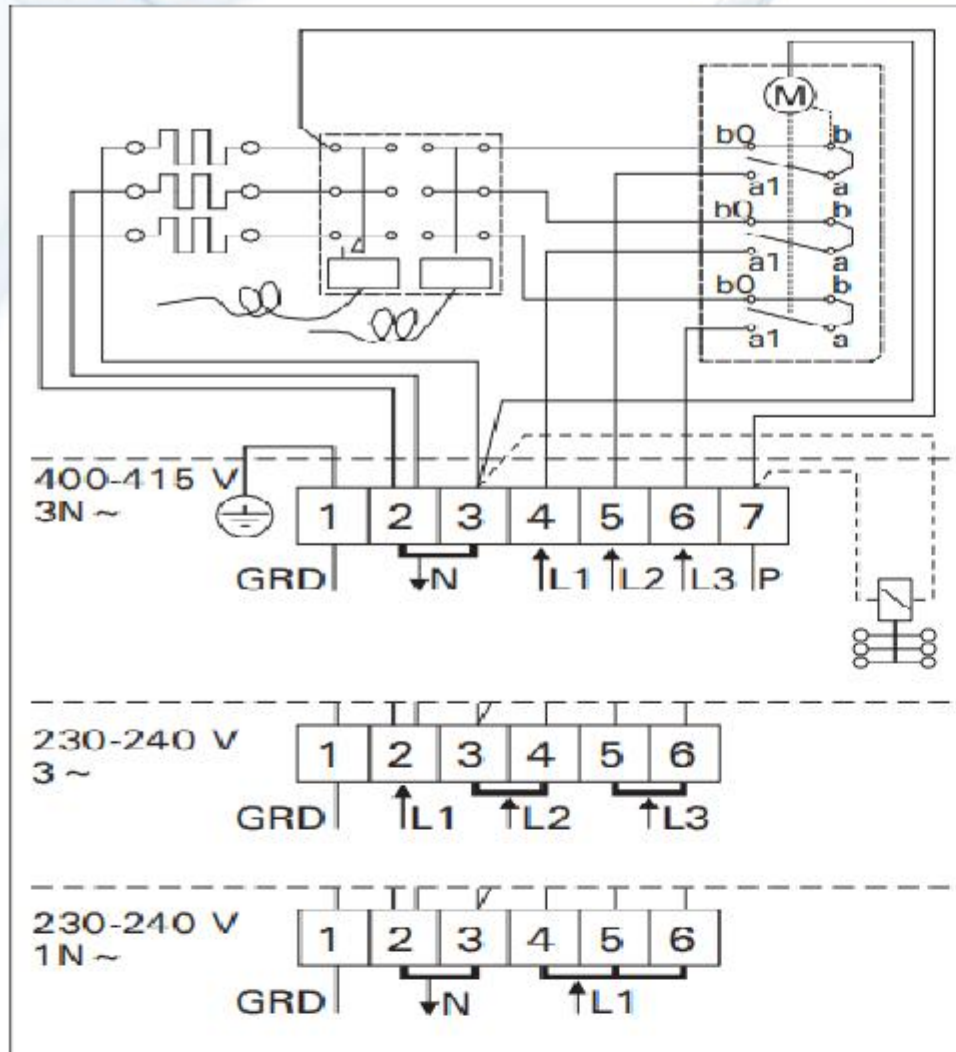 M
b0 b
a1 a
b0 b
a1 a
b0 b
a1 a
400-415 V
3N ~
1 2 3 4 5 6 7
GRD N L1 L2 L3 P
230-240 V
3 ~
1 2 3 4 5 6
GRD L1 L2 L3
230-240 V
1N ~
1 2 3 4 5 6
GRD N L1